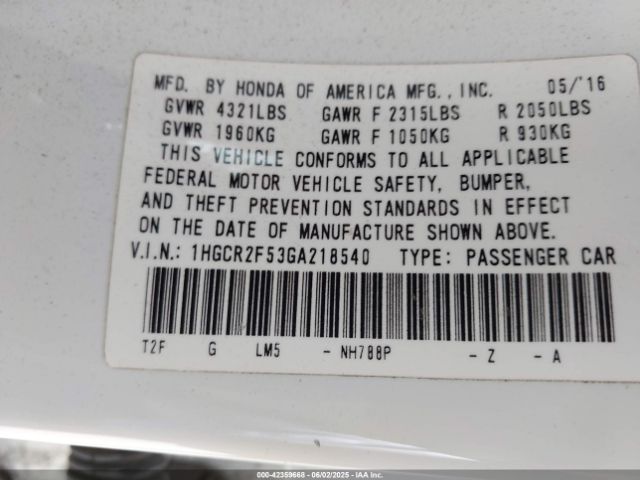 MFD. BY HONDA OF AMERICA MFG., INC. 05/'16
GVWR 4321LBS GAWR F 2315LBS R 2050LBS
GVWR 1960KG GAWR F 1050KG R 930KG
THIS VEHICLE CONFORMS TO ALL APPLICABLE
FEDERAL MOTOR VEHICLE SAFETY, BUMPER,
AND THEFT PREVENTION STANDARDS IN EFFECT
ON THE DATE OF MANUFACTURE SHOWN ABOVE.
V.I.N.: 1HGCR2F53GA218540 TYPE: PASSENGER CAR
T2F G LM5 - NH788P - Z - A
000-42359668 - 06/02/2025 - IAA Inc.